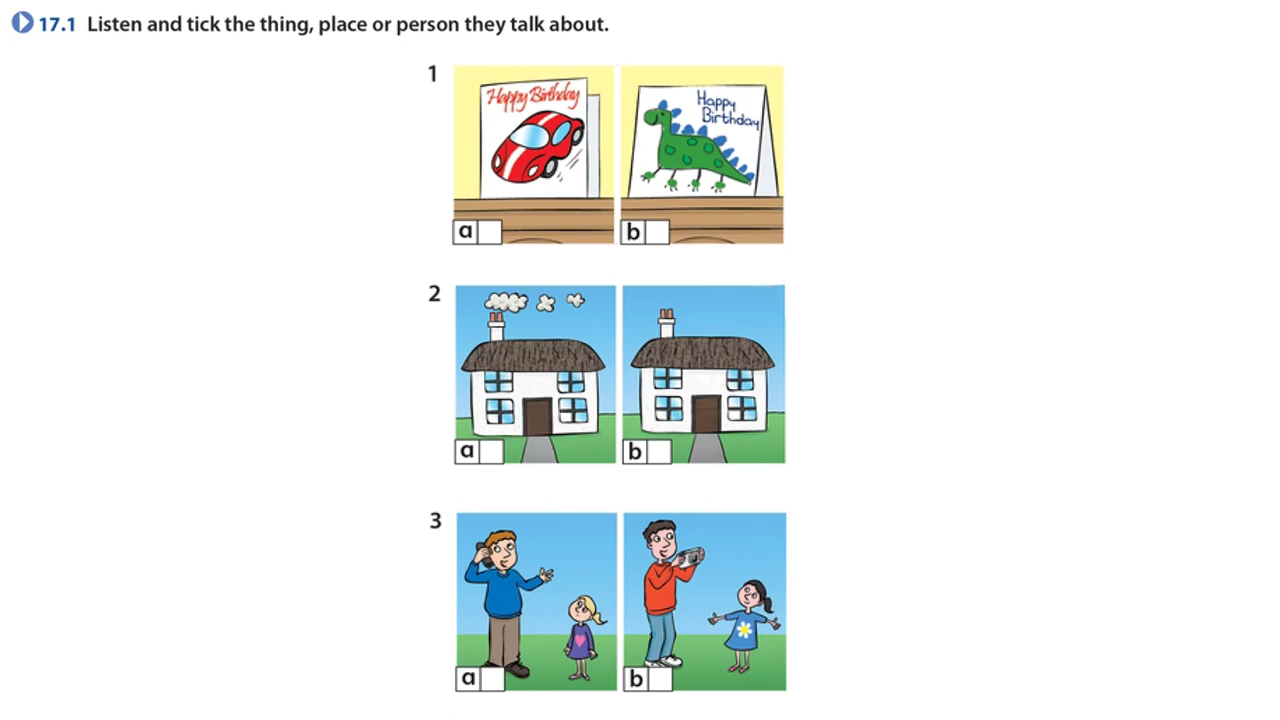 17.1 Listen and tick the thing, place or person they talk about.
1
Happy Birthday
Happy
Birthday
a
b
2
a
b
3
a
b